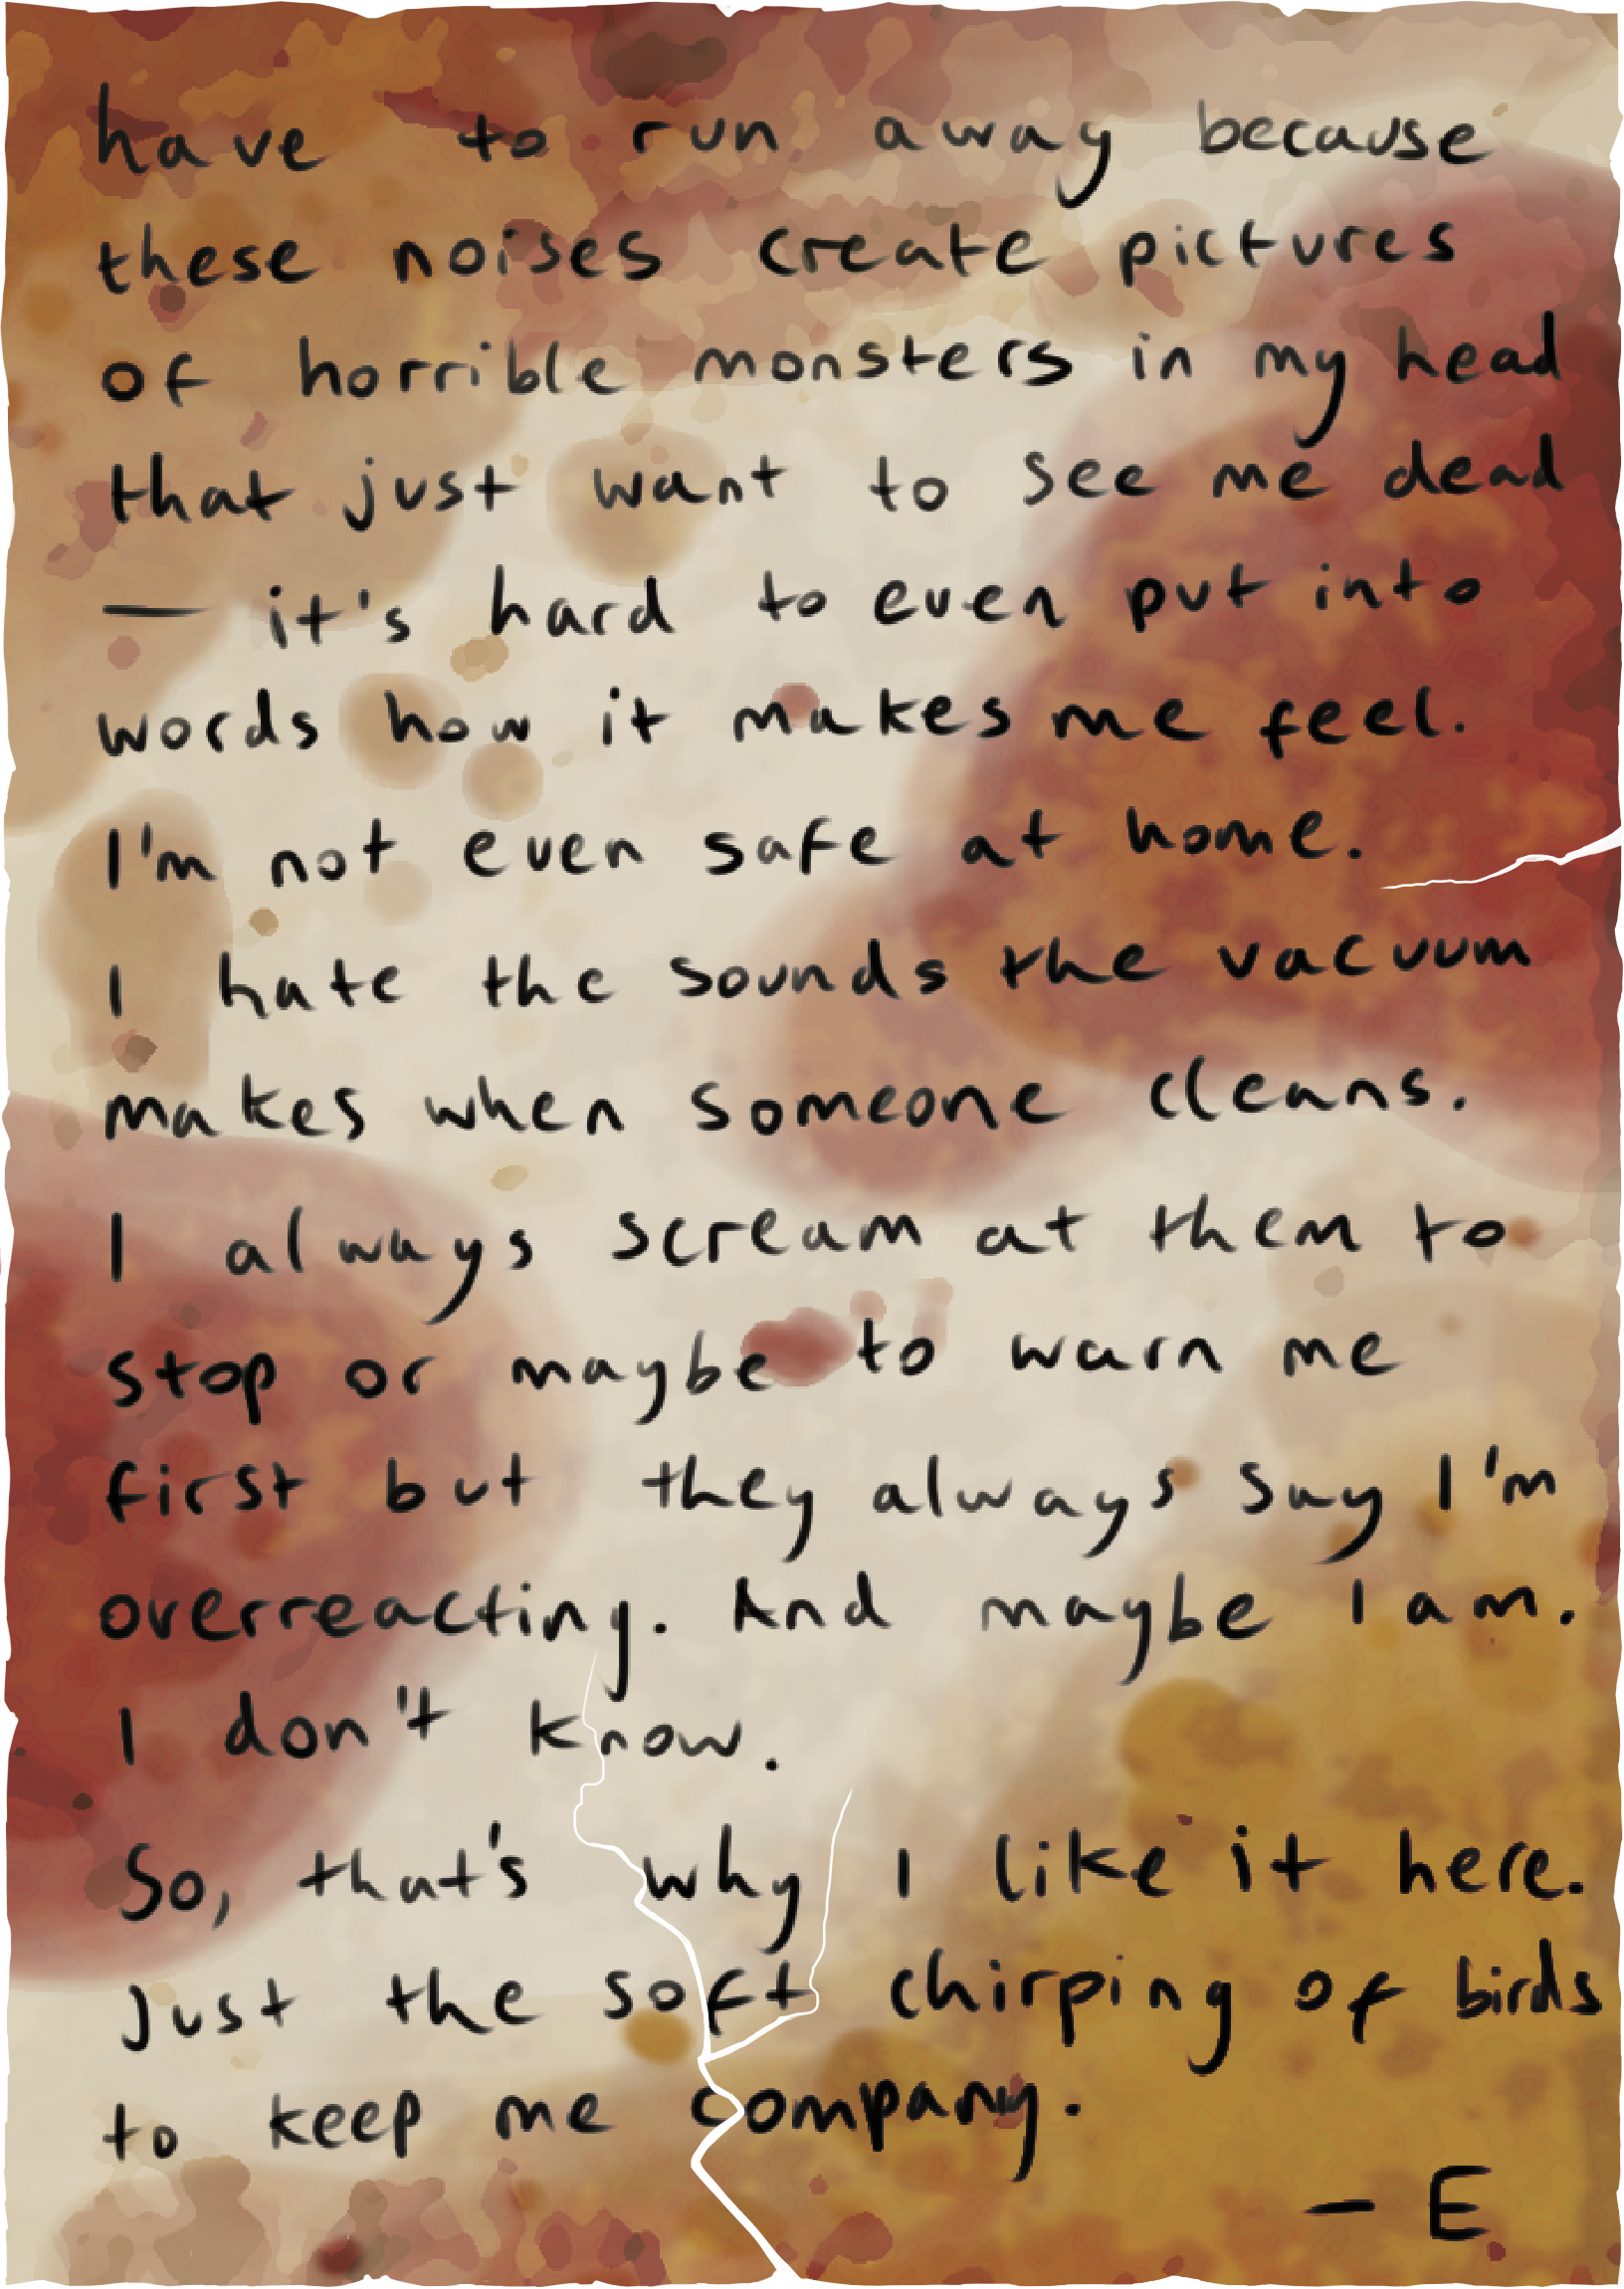 have to run away because
these noises create pictures
of horrible monsters in my head
that just want to see me dead
— it's hard to even put into
words how it makes me feel.
I'm not even safe at home.
I hate the sounds the vacuum
makes when someone cleans.
I always scream at them to
stop or maybe to warn me
first but they always say I'm
overreacting. And maybe I am.
I don't know.
So, that's why I like it here.
Just the soft chirping of birds
to keep me company.
— E